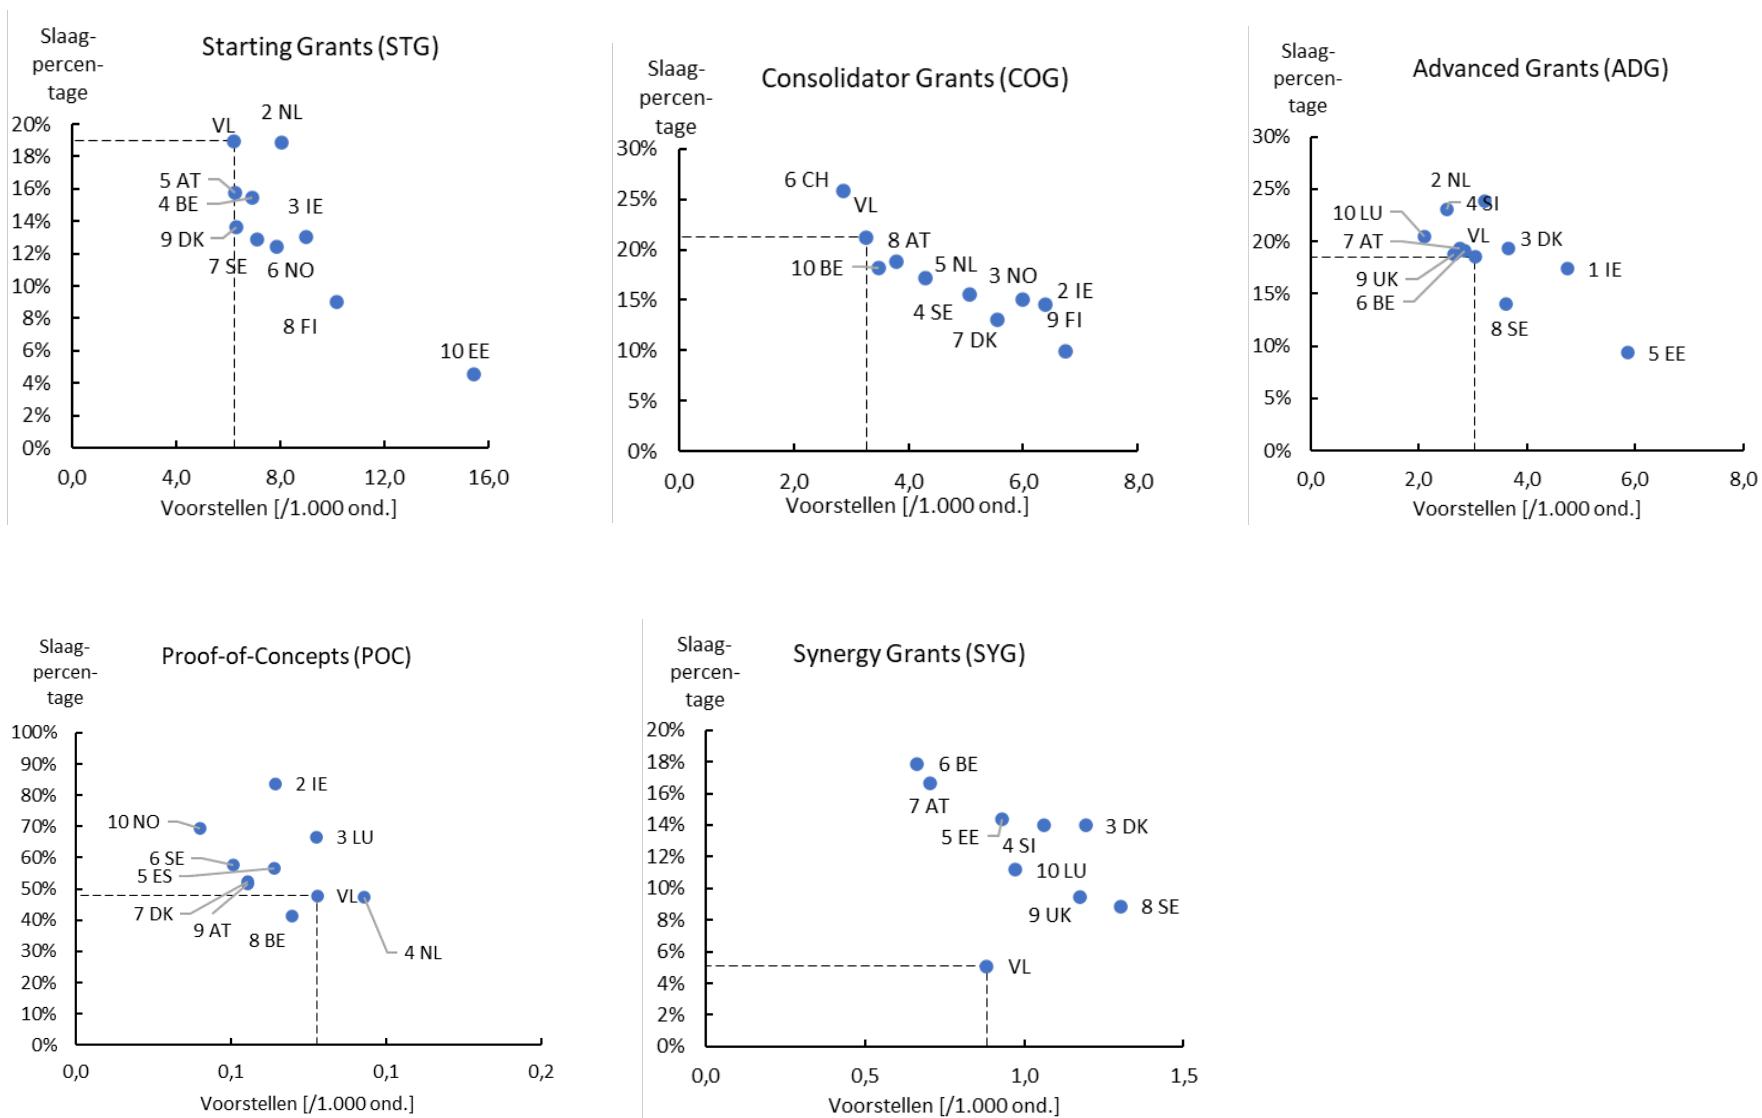 Starting Grants (STG)
Slaag-
percen-
tage
20%
18%
16%
14%
12%
10%
8%
6%
4%
2%
0%
VL
2 NL
5 AT
4 BE
3 IE
9 DK
7 SE
6 NO
8 FI
10 EE
0,0
4,0
8,0
12,0
16,0
Voorstellen [/1.000 ond.]
Consolidator Grants (COG)
Slaag-
percen-
tage
30%
25%
20%
15%
10%
5%
0%
6 CH
VL
8 AT
10 BE
5 NL
3 NO
2 IE
4 SE
9 FI
7 DK
0,0
2,0
4,0
6,0
8,0
Voorstellen [/1.000 ond.]
Advanced Grants (ADG)
Slaag-
percen-
tage
30%
25%
20%
15%
10%
5%
0%
2 NL
4 SI
10 LU
7 AT
VL
3 DK
9 UK
1 IE
6 BE
8 SE
5 EE
0,0
2,0
4,0
6,0
8,0
Voorstellen [/1.000 ond.]
Proof-of-Concepts (POC)
Slaag-
percen-
tage
100%
90%
80%
70%
60%
50%
40%
30%
20%
10%
0%
2 IE
10 NO
3 LU
6 SE
5 ES
VL
7 DK
9 AT
8 BE
4 NL
0,0
0,1
0,1
0,2
Voorstellen [/1.000 ond.]
Synergy Grants (SYG)
Slaag-
percen-
tage
20%
18%
16%
14%
12%
10%
8%
6%
4%
2%
0%
6 BE
7 AT
5 EE
4 SI
3 DK
10 LU
9 UK
8 SE
VL
0,0
0,5
1,0
1,5
Voorstellen [/1.000 ond.]